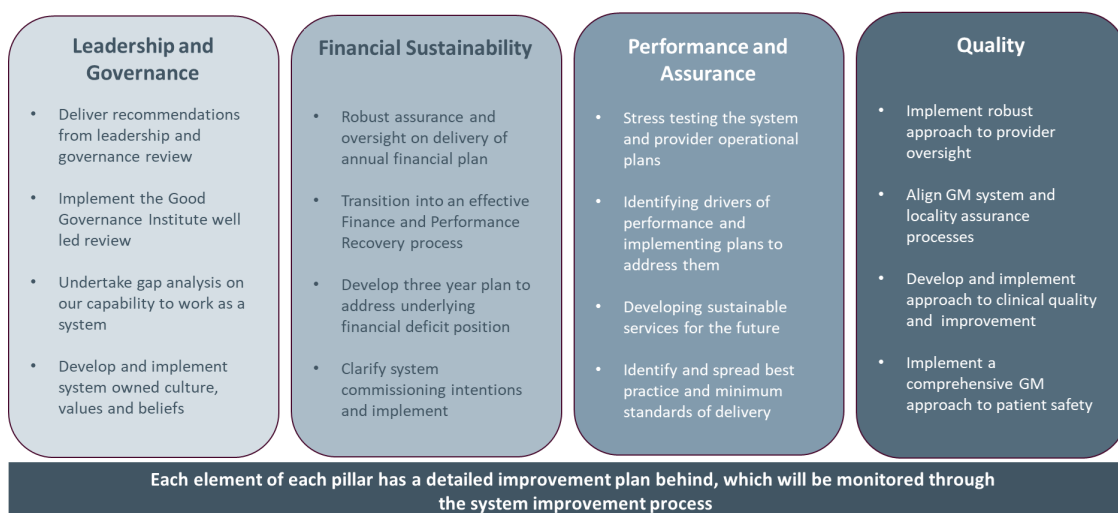 Leadership and
Governance
• Deliver recommendations
from leadership and
governance review
• Implement the Good
Governance Institute well
led review
• Undertake gap analysis on
our capability to work as a
system
• Develop and implement
system owned culture,
values and beliefs
Financial Sustainability
• Robust assurance and
oversight on delivery of
annual financial plan
• Transition into an effective
Finance and Performance
Recovery process
• Develop three year plan to
address underlying
financial deficit position
• Clarify system
commissioning intentions
and implement
Performance and
Assurance
• Stress testing the system
and provider operational
plans
• Identifying drivers of
performance and
implementing plans to
address them
• Developing sustainable
services for the future
• Identify and spread best
practice and minimum
standards of delivery
Quality
• Implement robust
approach to provider
oversight
• Align GM system and
locality assurance
processes
• Develop and implement
approach to clinical quality
and improvement
• Implement a
comprehensive GM
approach to patient safety
Each element of each pillar has a detailed improvement plan behind, which will be monitored through
the system improvement process